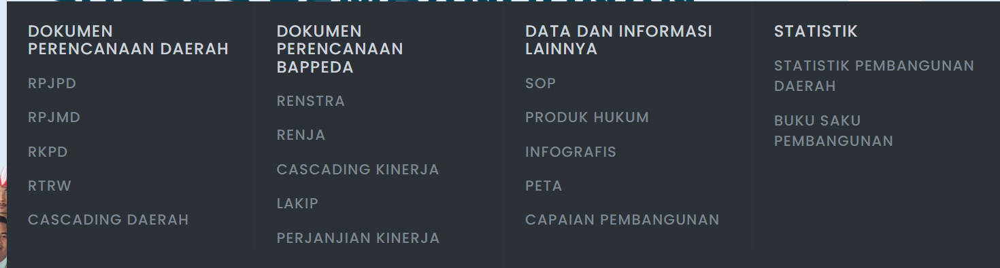 DOKUMEN
PERENCANAAN DAERAH
RPJPD
RPJMD
RKPD
RTRW
CASCADING DAERAH
DOKUMEN
PERENCANAAN
BAPPEDA
RENSTRA
RENJA
CASCADING KINERJA
LAKIP
PERJANJIAN KINERJA
DATA DAN INFORMASI
LAINNYA
SOP
PRODUK HUKUM
INFOGRAFIS
PETA
CAPAIAN PEMBANGUNAN
STATISTIK
STATISTIK PEMBANGUNAN
DAERAH
BUKU SAKU
PEMBANGUNAN